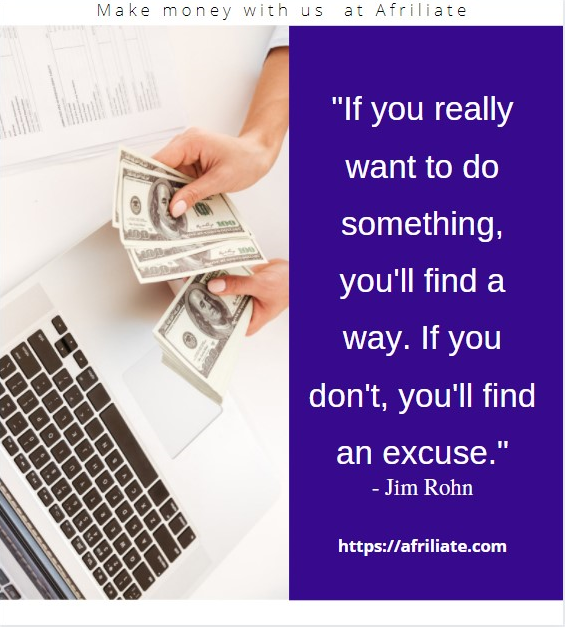 Make money with us at Afriliate
"If you really
want to do
something,
you'll find a
way. If you
don't, you'll find
an excuse."
- Jim Rohn
https://afriliate.com